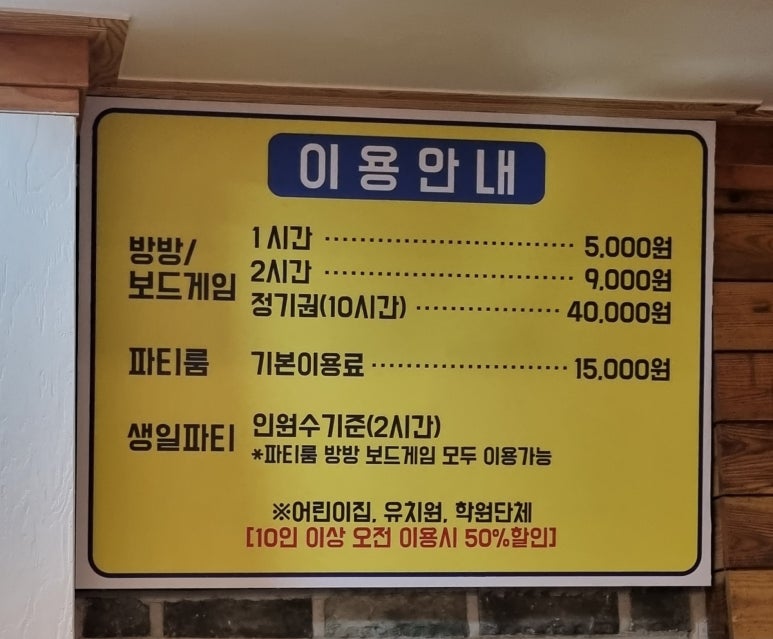 이용안내
방방/
보드게임
1시간 ⋯⋯⋯⋯⋯⋯⋯⋯⋯ 5,000원
2시간 ⋯⋯⋯⋯⋯⋯⋯⋯⋯ 9,000원
정기권(10시간) ⋯⋯⋯⋯⋯ 40,000원
파티룸 기본이용료 ⋯⋯⋯⋯⋯⋯⋯ 15,000원
생일파티 인원수기준(2시간)
*파티룸 방방 보드게임 모두 이용가능
※어린이집, 유치원, 학원단체
[10인 이상 오전 이용시 50%할인]